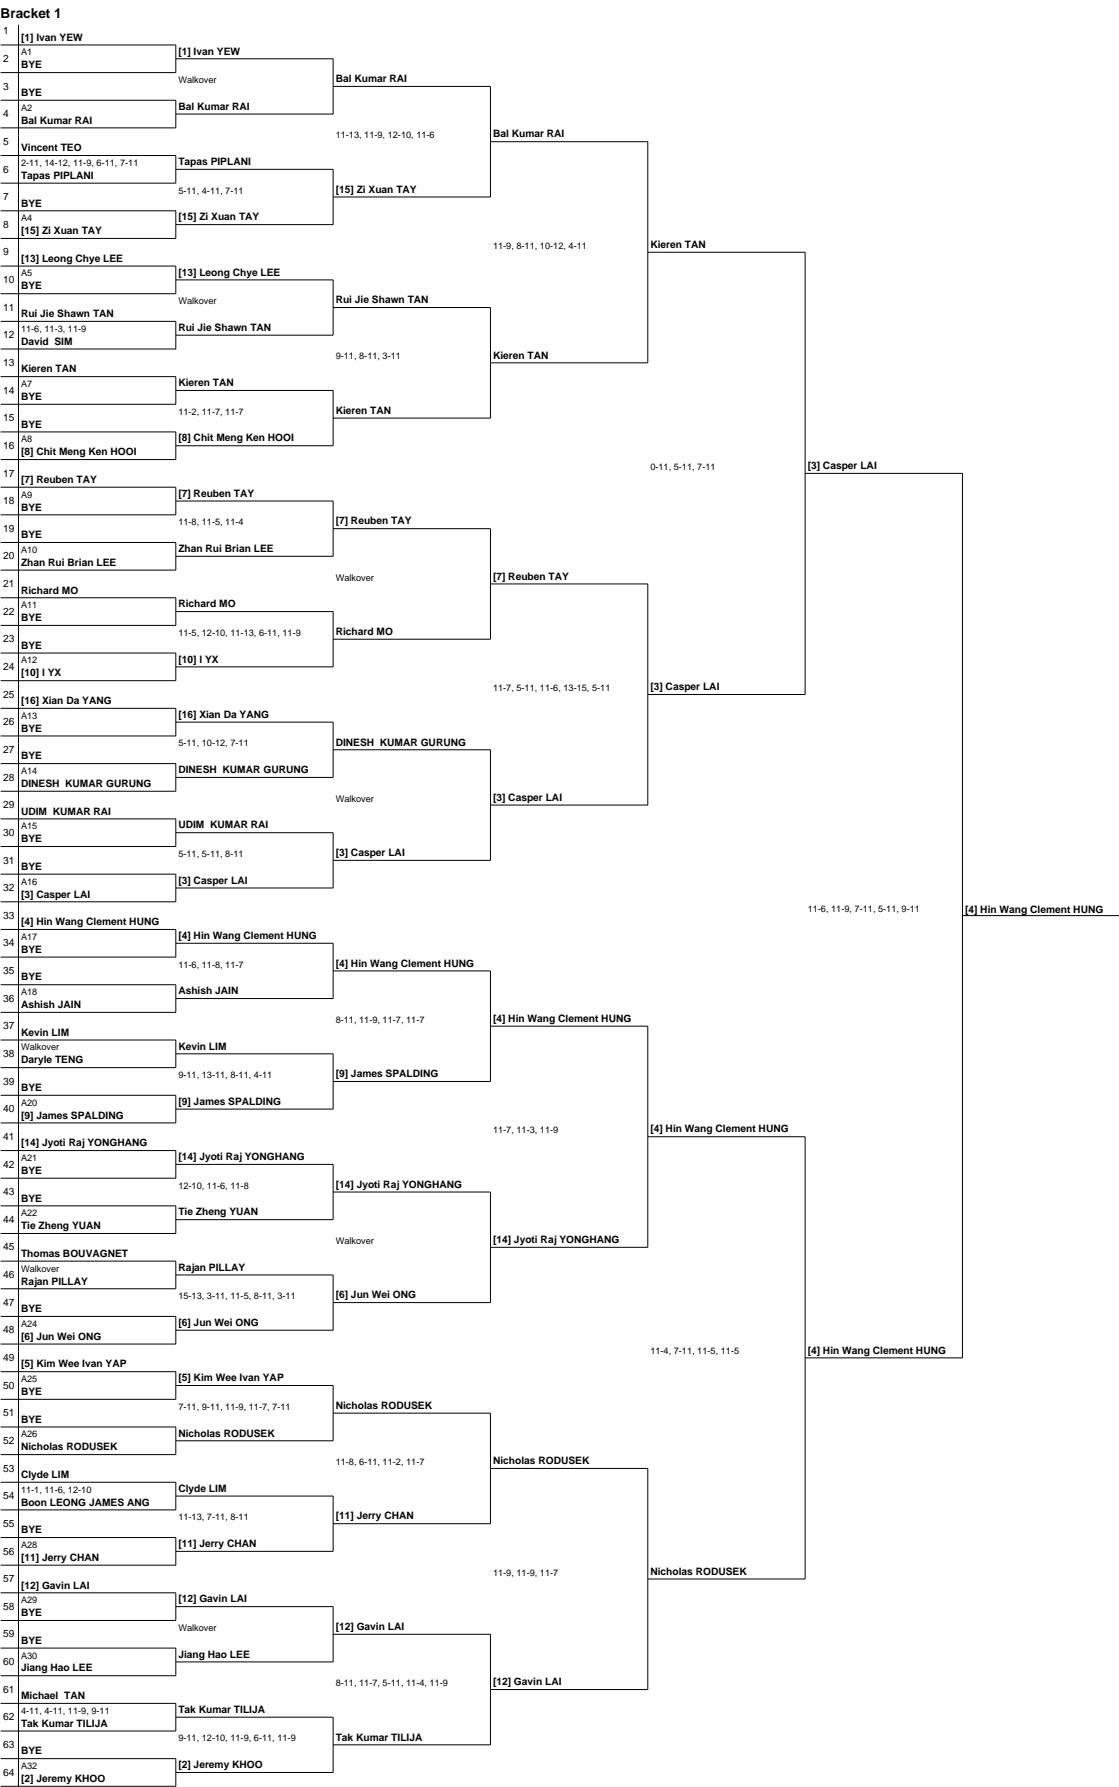 Bracket 1
1
[1] Ivan YEW
A1
[1] Ivan YEW
2
BYE
Walkover
Bal Kumar RAI
3
BYE
A2
Bal Kumar RAI
4
Bal Kumar RAI
11-13, 11-9, 12-10, 11-6
Bal Kumar RAI
5
Vincent TEO
2-11, 14-12, 11-9, 6-11, 7-11
Tapas PIPLANI
6
Tapas PIPLANI
5-11, 4-11, 7-11
[15] Zi Xuan TAY
7
BYE
A4
[15] Zi Xuan TAY
8
[15] Zi Xuan TAY
11-9, 8-11, 10-12, 4-11
Kieren TAN
9
[13] Leong Chye LEE
A5
[13] Leong Chye LEE
10
BYE
Walkover
Rui Jie Shawn TAN
11
Rui Jie Shawn TAN
11-6, 11-3, 11-9
Rui Jie Shawn TAN
12
David SIM
9-11, 8-11, 3-11
Kieren TAN
13
Kieren TAN
A7
Kieren TAN
14
BYE
11-2, 11-7, 11-7
Kieren TAN
15
BYE
A8
[8] Chit Meng Ken HOOI
16
[8] Chit Meng Ken HOOI
0-11, 5-11, 7-11
[3] Casper LAI
17
[7] Reuben TAY
A9
[7] Reuben TAY
18
BYE
11-8, 11-5, 11-4
[7] Reuben TAY
19
BYE
A10
Zhan Rui Brian LEE
20
Zhan Rui Brian LEE
Walkover
[7] Reuben TAY
21
Richard MO
A11
Richard MO
22
BYE
11-5, 12-10, 11-13, 6-11, 11-9
Richard MO
23
BYE
A12
[10] I YX
24
[10] I YX
11-7, 5-11, 11-6, 13-15, 5-11
[3] Casper LAI
25
[16] Xian Da YANG
A13
[16] Xian Da YANG
26
BYE
5-11, 10-12, 7-11
DINESH KUMAR GURUNG
27
BYE
A14
DINESH KUMAR GURUNG
28
DINESH KUMAR GURUNG
Walkover
[3] Casper LAI
29
UDIM KUMAR RAI
A15
UDIM KUMAR RAI
30
BYE
5-11, 5-11, 8-11
[3] Casper LAI
31
BYE
A16
[3] Casper LAI
32
[3] Casper LAI
11-6, 11-9, 7-11, 5-11, 9-11
[4] Hin Wang Clement HUNG
33
[4] Hin Wang Clement HUNG
A17
[4] Hin Wang Clement HUNG
34
BYE
11-6, 11-8, 11-7
[4] Hin Wang Clement HUNG
35
BYE
A18
Ashish JAIN
36
Ashish JAIN
8-11, 11-9, 11-7, 11-7
[4] Hin Wang Clement HUNG
37
Kevin LIM
Walkover
Kevin LIM
38
Daryle TENG
9-11, 13-11, 8-11, 4-11
[9] James SPALDING
39
BYE
A20
[9] James SPALDING
40
[9] James SPALDING
11-7, 11-3, 11-9
[4] Hin Wang Clement HUNG
41
[14] Jyoti Raj YONGHANG
A21
[14] Jyoti Raj YONGHANG
42
BYE
12-10, 11-6, 11-8
[14] Jyoti Raj YONGHANG
43
BYE
A22
Tie Zheng YUAN
44
Tie Zheng YUAN
Walkover
[14] Jyoti Raj YONGHANG
45
Thomas BOUVAGNET
Walkover
Rajan PILLAY
46
Rajan PILLAY
15-13, 3-11, 11-5, 8-11, 3-11
[6] Jun Wei ONG
47
BYE
A24
[6] Jun Wei ONG
48
[6] Jun Wei ONG
11-4, 7-11, 11-5, 11-5
[4] Hin Wang Clement HUNG
49
[5] Kim Wee Ivan YAP
A25
[5] Kim Wee Ivan YAP
50
BYE
7-11, 9-11, 11-9, 11-7, 7-11
Nicholas RODUSEK
51
BYE
A26
Nicholas RODUSEK
52
Nicholas RODUSEK
11-8, 6-11, 11-2, 11-7
Nicholas RODUSEK
53
Clyde LIM
11-1, 11-6, 12-10
Clyde LIM
54
Boon LEONG JAMES ANG
11-13, 7-11, 8-11
[11] Jerry CHAN
55
BYE
A28
[11] Jerry CHAN
56
[11] Jerry CHAN
11-9, 11-9, 11-7
Nicholas RODUSEK
57
[12] Gavin LAI
A29
[12] Gavin LAI
58
BYE
Walkover
[12] Gavin LAI
59
BYE
A30
Jiang Hao LEE
60
Jiang Hao LEE
8-11, 11-7, 5-11, 11-4, 11-9
[12] Gavin LAI
61
Michael TAN
4-11, 4-11, 11-9, 9-11
Tak Kumar TILIJA
62
Tak Kumar TILIJA
9-11, 12-10, 11-9, 6-11, 11-9
Tak Kumar TILIJA
63
BYE
A32
[2] Jeremy KHOO
64
[2] Jeremy KHOO